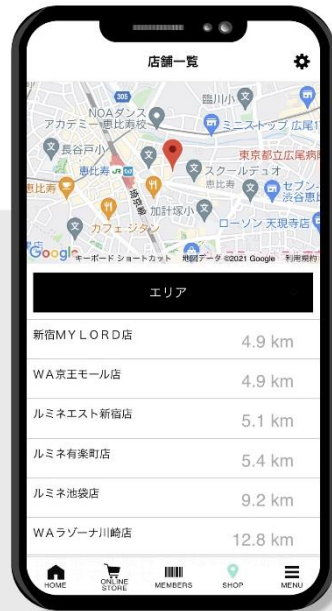 店舗一覧
305
臨川小
NOAダンス
アカデミー恵比寿校
ミニストップ 広尾1
長谷戸小
東京都立広尾病院
恵比寿 JR
スクールデュオ
恵比寿
恵比寿
埼京線
加計塚小
セブン-
渋谷恵比
カフェ ジタン
ローソン 天現寺店
Google
キーボード ショートカット
地図データ ©2021 Google
利用規約
エリア
新宿MYLORD店
4.9 km
WA京王モール店
4.9 km
ルミネエスト新宿店
5.1 km
ルミネ有楽町店
5.4 km
ルミネ池袋店
9.2 km
WAラゾーナ川崎店
12.8 km
HOME
ONLINE
STORE
MEMBERS
SHOP
MENU